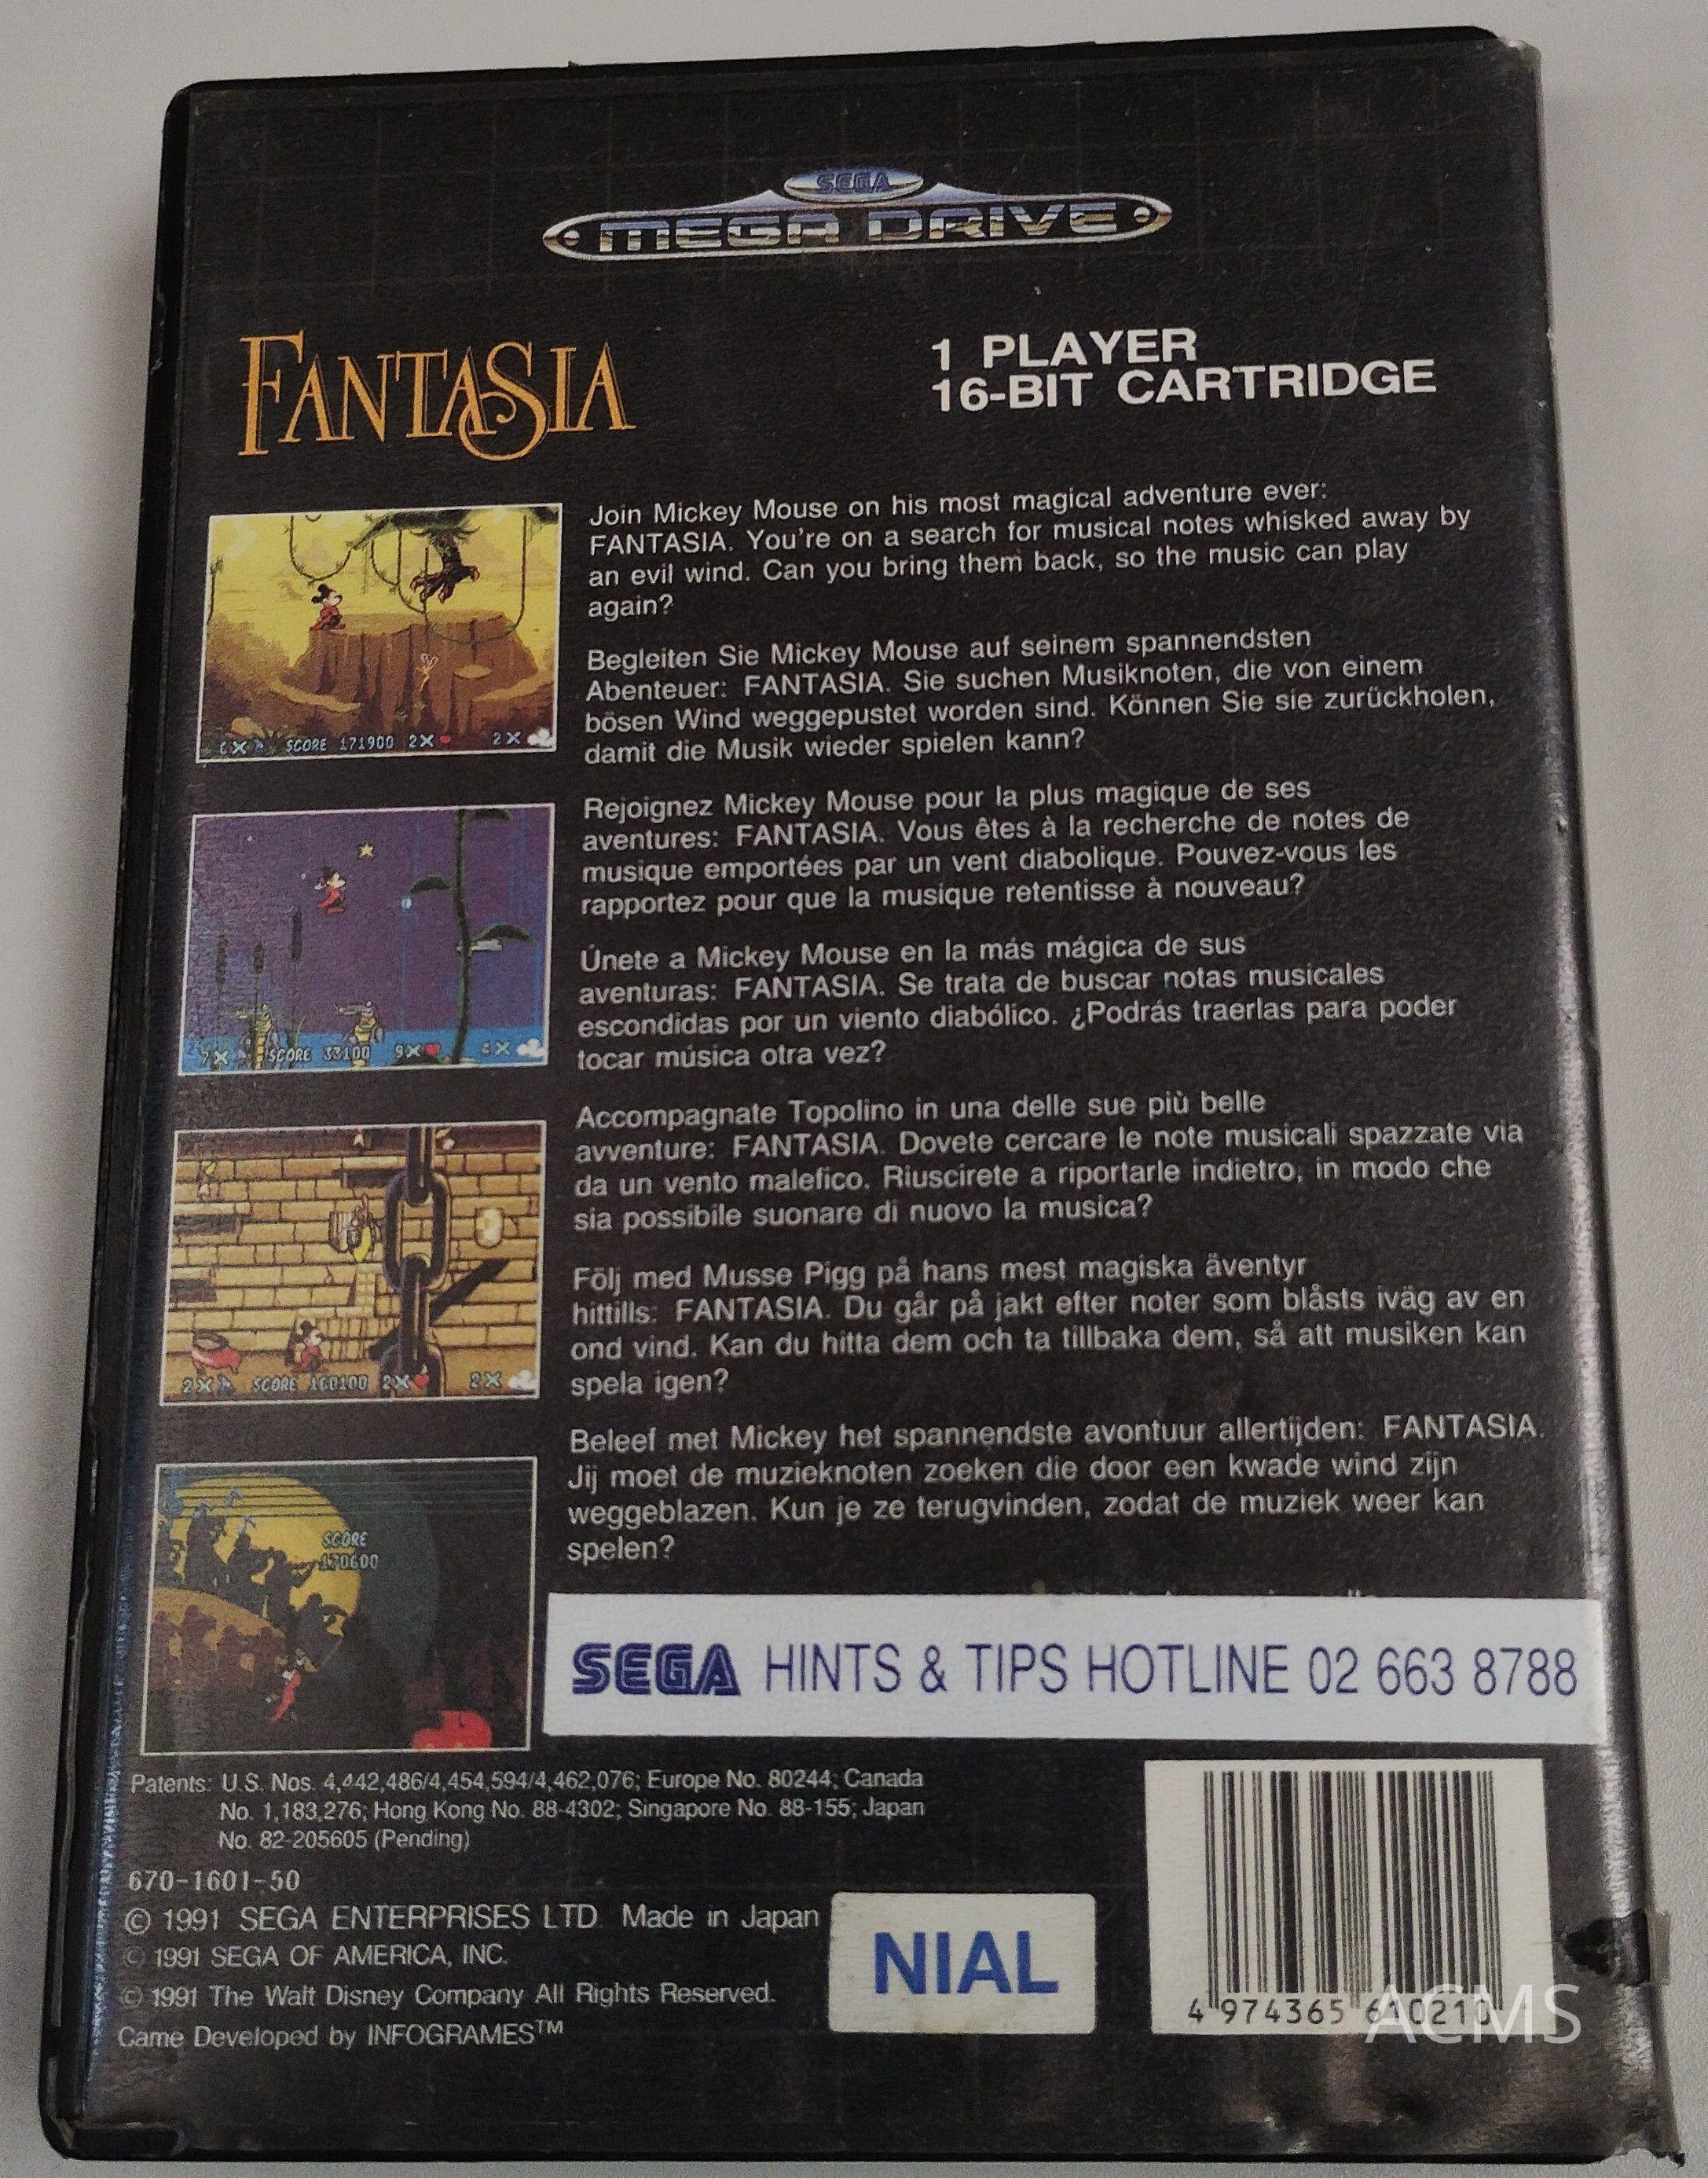 SEGA
MEGA DRIVE
FANTASIA
1 PLAYER
16-BIT CARTRIDGE
Join Mickey Mouse on his most magical adventure ever:
FANTASIA. You're on a search for musical notes whisked away by
an evil wind. Can you bring them back, so the music can play
again?
Begleiten Sie Mickey Mouse auf seinem spannendsten
Abenteuer: FANTASIA. Sie suchen Musiknoten, die von einem
bösen Wind weggepustet worden sind. Können Sie sie zurückholen,
damit die Musik wieder spielen kann?
Rejoignez Mickey Mouse pour la plus magique de ses
aventures: FANTASIA. Vous êtes à la recherche de notes de
musique emportées par un vent diabolique. Pouvez-vous les
rapportez pour que la musique retentisse à nouveau?
Únete a Mickey Mouse en la más mágica de sus
aventuras: FANTASIA. Se trata de buscar notas musicales
escondidas por un viento diabólico. ¿Podrás traerlas para poder
tocar música otra vez?
Accompagnate Topolino in una delle sue più belle
avventure: FANTASIA. Dovete cercare le note musicali spazzate via
da un vento malefico. Riuscirete a riportarle indietro, in modo che
sia possibile suonare di nuovo la musica?
Följ med Musse Pigg på hans mest magiska äventyr
hittills: FANTASIA. Du går på jakt efter noter som blåsts iväg av en
ond vind. Kan du hitta dem och ta tillbaka dem, så att musiken kan
spela igen?
Beleef met Mickey het spannendste avontuur allertijden: FANTASIA.
Jij moet de muzieknoten zoeken die door een kwade wind zijn
weggeblazen. Kun je ze terugvinden, zodat de muziek weer kan
spelen?
6X SCORE 171900 2X 2X
7X SCORE 33100 9X 4X
2X SCORE 160100 2X 2X
SCORE
170600
SEGA HINTS & TIPS HOTLINE 02 663 8788
Patents: U.S. Nos. 4,442,486/4,454,594/4,462,076; Europe No. 80244; Canada
No. 1,183,276; Hong Kong No. 88-4302; Singapore No. 88-155; Japan
No. 82-205605 (Pending)
670-1601-50
© 1991 SEGA ENTERPRISES LTD. Made in Japan
© 1991 SEGA OF AMERICA, INC.
© 1991 The Walt Disney Company All Rights Reserved.
Game Developed by INFOGRAMES™
NIAL
4 974365 610210
ACMS